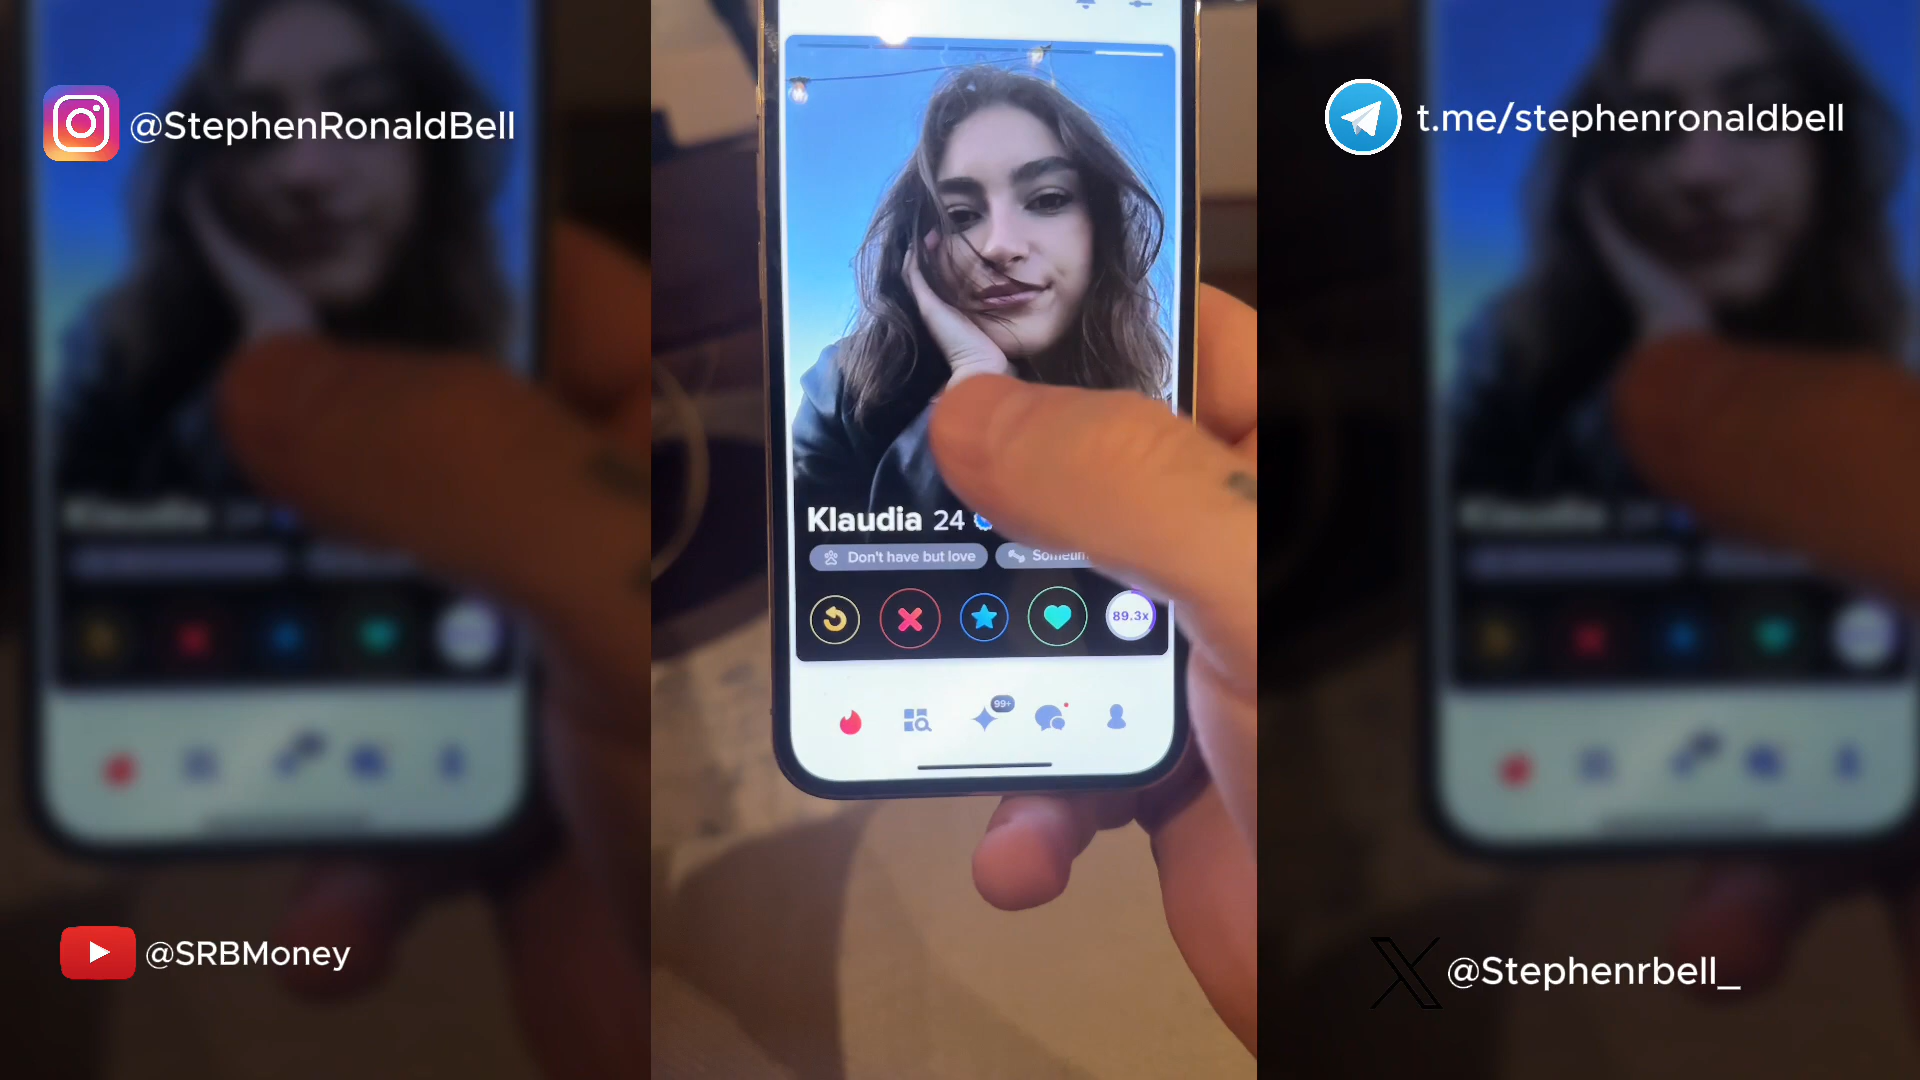 @StephenRonaldBell
t.me/stephenronaldbell
Klaudia 24
Don't have but love
89.3x
99+
@SRBMoney
@Stephenrbell_